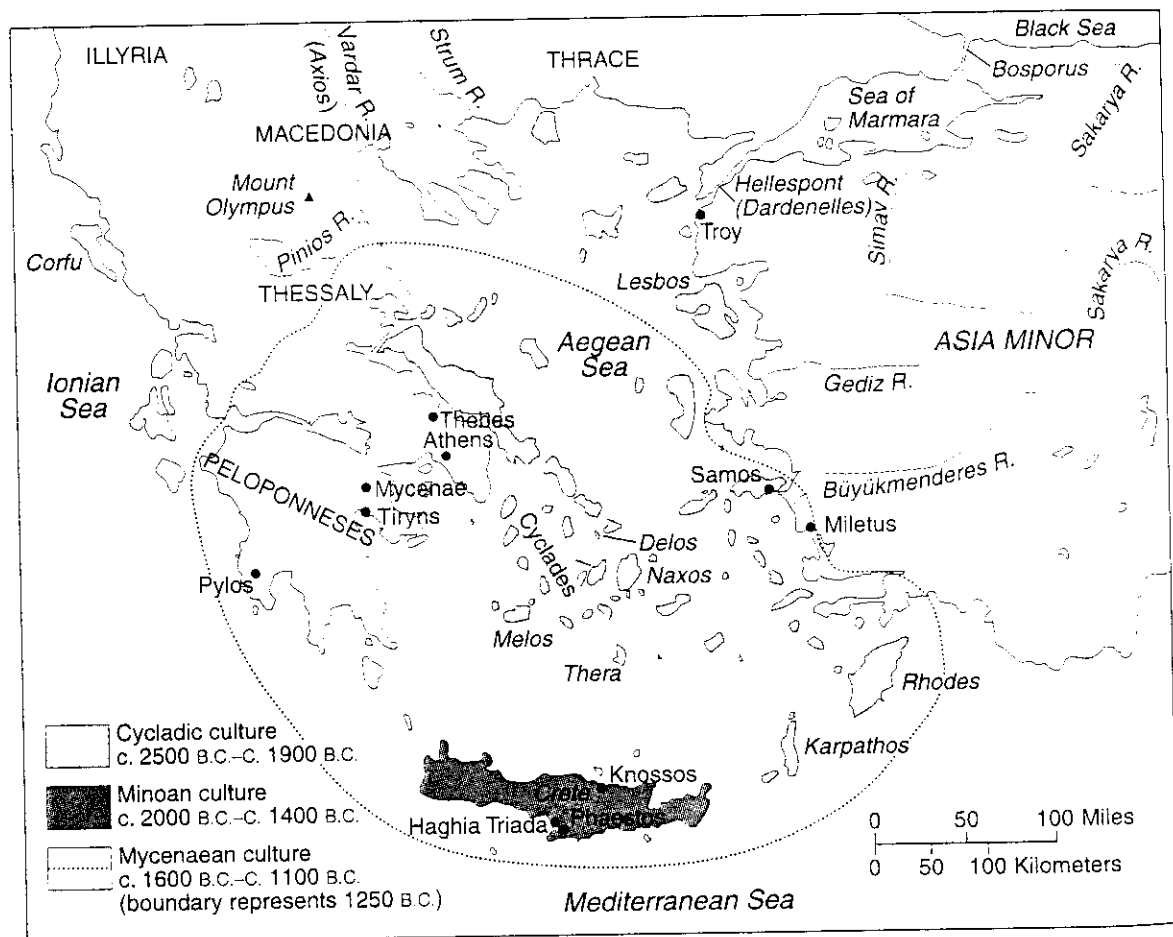 ILLYRIA
Vardar R.
(Axios)
Strum R.
THRACE
Black Sea
Bosporus
Sea of
Marmara
Sakarya R.
MACEDONIA
Mount
Olympus
Hellespont
(Dardenelles)
Simav R.
Troy
Pinios R.
Corfu
THESSALY
Lesbos
Sakarya R.
Aegean
Sea
ASIA MINOR
Ionian
Sea
Gediz R.
Thebes
Athens
PELOPONNESES
Mycenae
Tiryns
Samos
Büyükmenderes R.
Miletus
Cyclades
Delos
Naxos
Pylos
Melos
Thera
Rhodes
Karpathos
Knossos
Crete
Haghia Triada
Phaestos
Cycladic culture
c. 2500 B.C.–C. 1900 B.C.
Minoan culture
c. 2000 B.C.–C. 1400 B.C.
Mycenaean culture
c. 1600 B.C.–C. 1100 B.C.
(boundary represents 1250 B.C.)
0 50 100 Miles
0 50 100 Kilometers
Mediterranean Sea